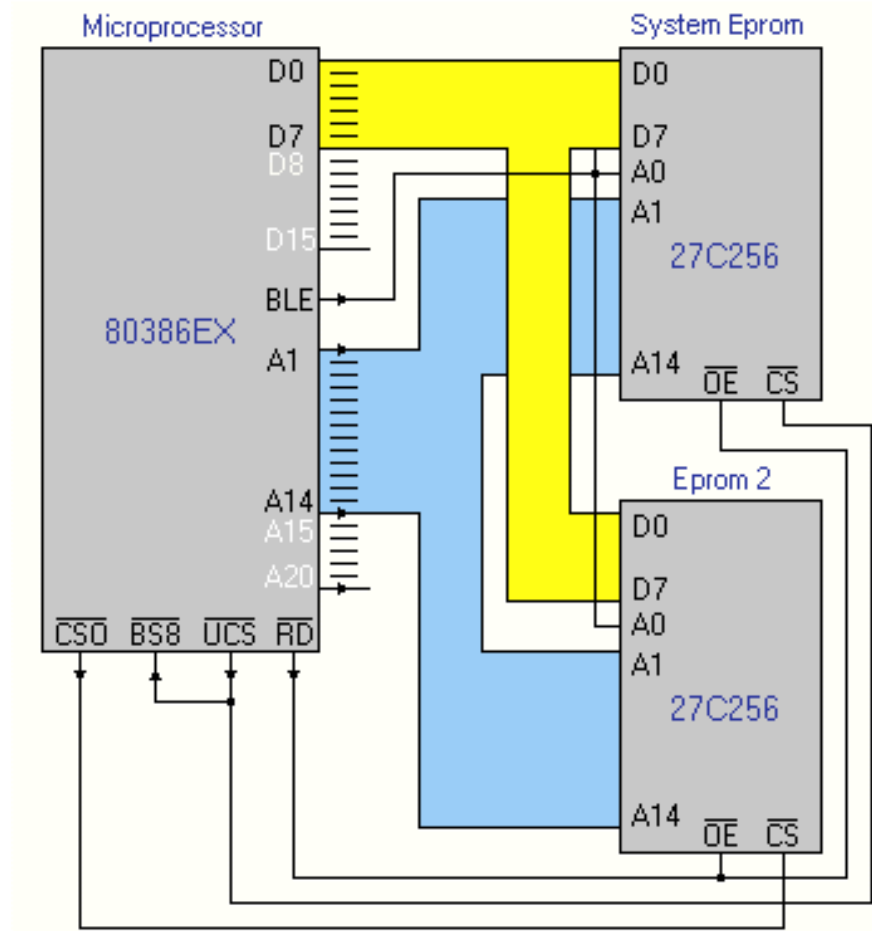 Microprocessor
D0
D7
D8
D15
BLE
80386EX
A1
A14
A15
A20
CS0 BS8 UCS RD
System Eprom
D0
D7
A0
A1
27C256
A14
OE CS
Eprom 2
D0
D7
A0
A1
27C256
A14
OE CS